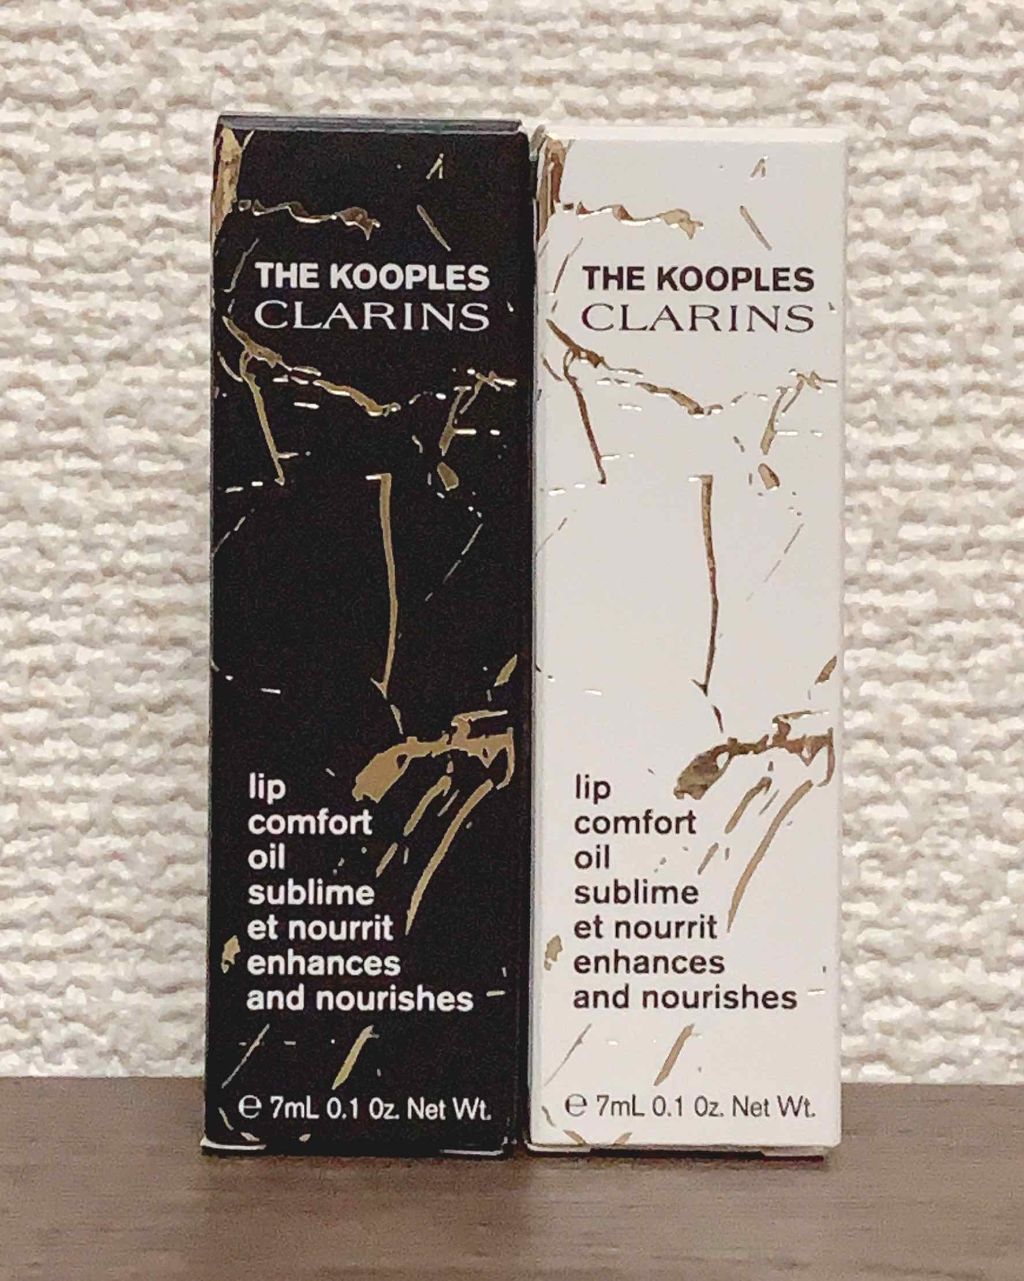 THE KOOPLES
CLARINS
lip
comfort
oil
sublime
et nourrit
enhances
and nourishes
℮ 7mL 0.1 Oz. Net Wt.
THE KOOPLES
CLARINS
lip
comfort
oil
sublime
et nourrit
enhances
and nourishes
℮ 7mL 0.1 Oz. Net Wt.